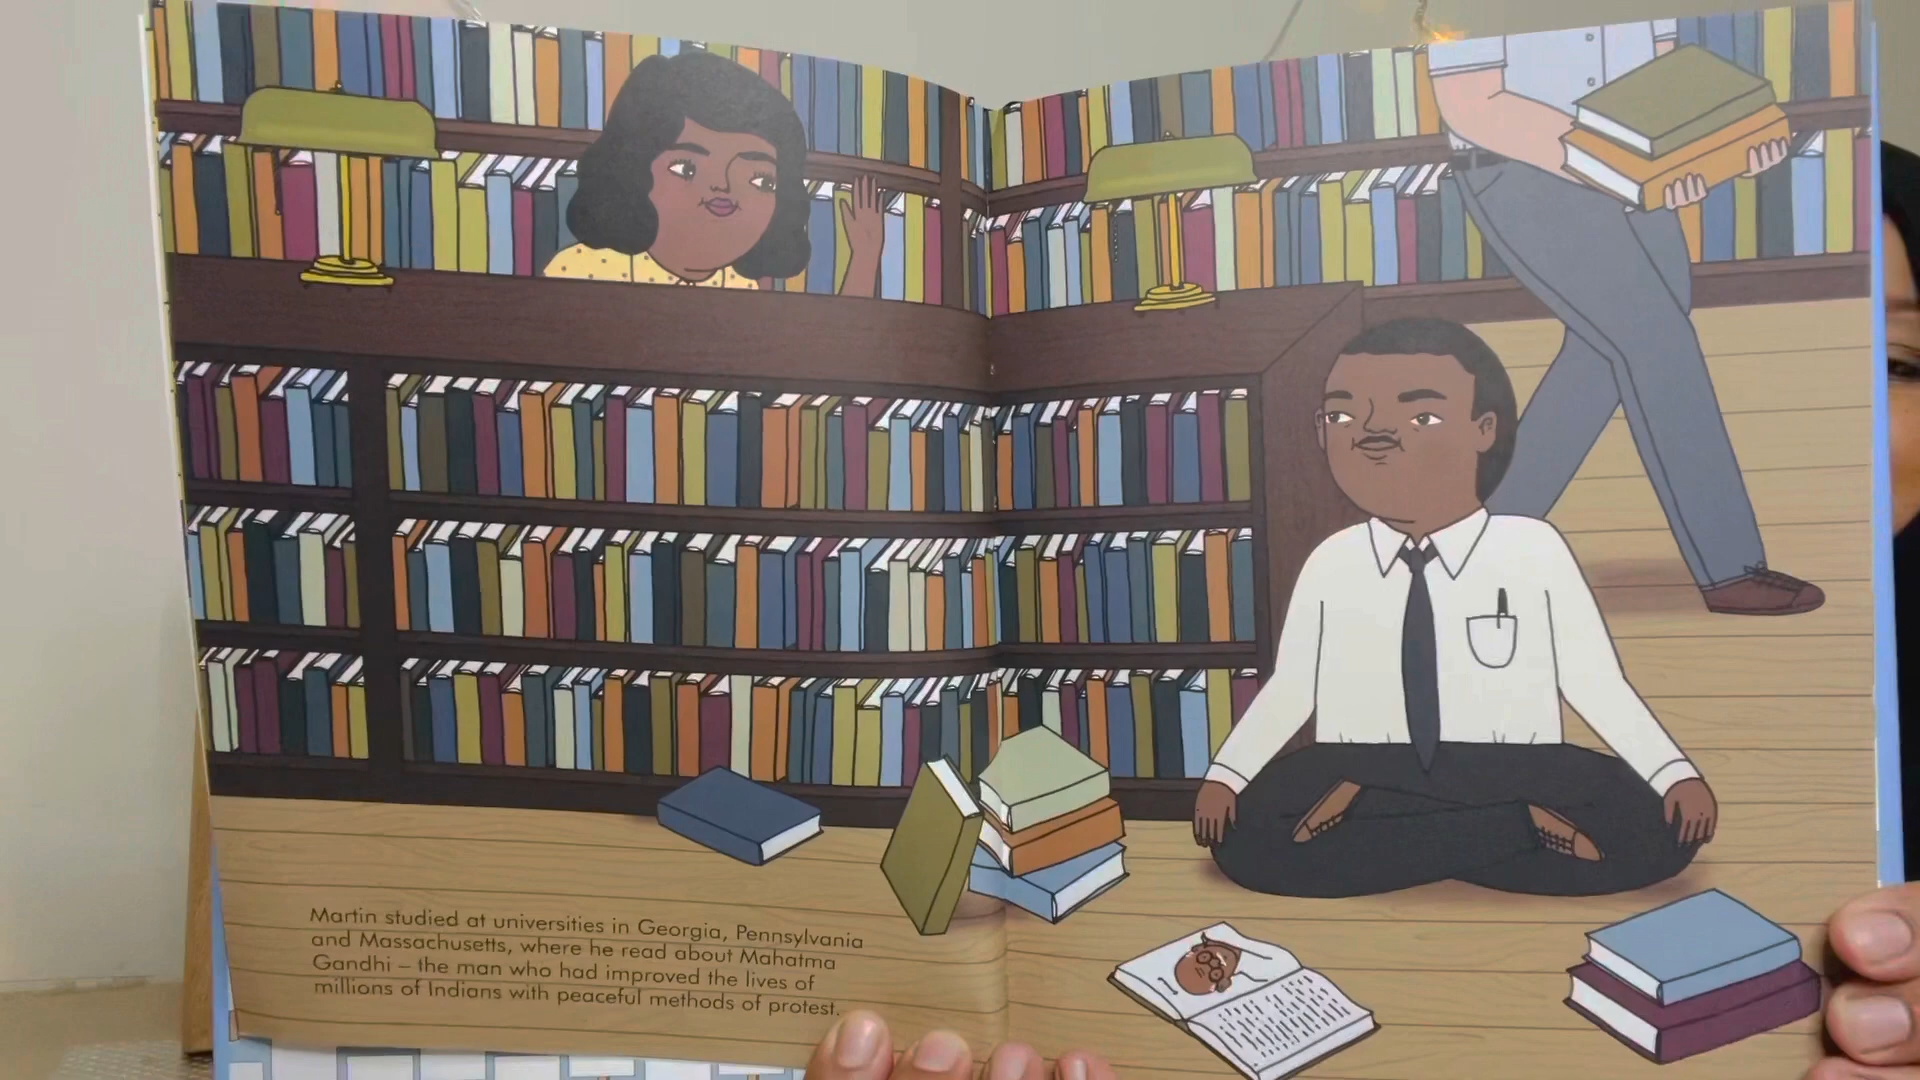 Martin studied at universities in Georgia, Pennsylvania
and Massachusetts, where he read about Mahatma
Gandhi – the man who had improved the lives of
millions of Indians with peaceful methods of protest.